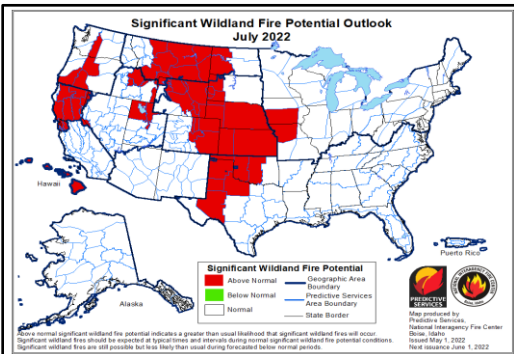 Significant Wildland Fire Potential Outlook
July 2022
Hawaii
Alaska
Puerto Rico
Significant Wildland Fire Potential
Above Normal
Below Normal
Normal
Geographic Area
Boundary
Predictive Services
Area Boundary
State Border
PREDICTIVE
SERVICES
Map produced by
Predictive Services,
National Interagency Fire Center
Boise, Idaho
Issued May 1, 2022
Next issuance June 1, 2022
Above normal significant wildland fire potential indicates a greater than usual likelihood that significant wildland fires will occur.
Significant wildland fires should be expected at typical times and intervals during normal significant wildland fire potential conditions.
Significant wildland fires are still possible but less likely than usual during forecasted below normal periods.